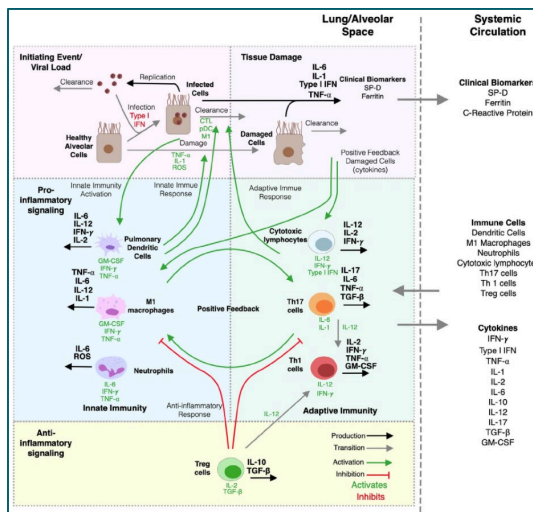 Lung/Alveolar
Space
Systemic
Circulation
Initiating Event/
Viral Load
Tissue Damage
Clearance
Replication
Infected
Cells
Infection
Type I
IFN
CTL
pDC
M1
Healthy
Alveolar
Cells
Damage
TNF-α
IL-1
ROS
IL-6
IL-1
Type I IFN
TNF-α
Clinical Biomarkers
SP-D
Ferritin
Clearance
Damaged
Cells
Positive Feedback
Damaged Cells
(cytokines)
Clinical Biomarkers
SP-D
Ferritin
C-Reactive Protein
Pro-
inflammatory
signaling
Innate Immunity
Activation
Innate Immue
Response
Adaptive Immue
Response
IL-6
IL-12
IFN-γ
IL-2
Pulmonary
Dendritic
Cells
GM-CSF
IFN-γ
TNF-α
Cytotoxic
lymphocytes
IL-12
IL-2
IFN-γ
IL-12
IFN-γ
Type I IFN
TNF-α
IL-6
IL-12
IL-1
M1
macrophages
GM-CSF
IFN-γ
TNF-α
Positive Feedback
Th17
cells
IL-17
IL-6
TNF-α
TGF-β
IL-6
IL-1
IL-12
IL-6
ROS
Neutrophils
IL-6
IFN-γ
TNF-α
Th1
cells
IL-2
IFN-γ
TNF-α
GM-CSF
IL-12
IFN-γ
Innate Immunity
Anti-inflammatory
Response
Adaptive Immunity
IL-12
Anti-
Inflammatory
signaling
Treg
cells
IL-10
TGF-β
IL-2
TGF-β
Production
Transition
Activation
Inhibition
Activates
Inhibits
Immune Cells
Dendritic Cells
M1 Macrophages
Neutrophils
Cytotoxic lymphocyte
Th17 cells
Th 1 cells
Treg cells
Cytokines
IFN-γ
Type I IFN
TNF-α
IL-1
IL-2
IL-6
IL-10
IL-12
IL-17
TGF-β
GM-CSF